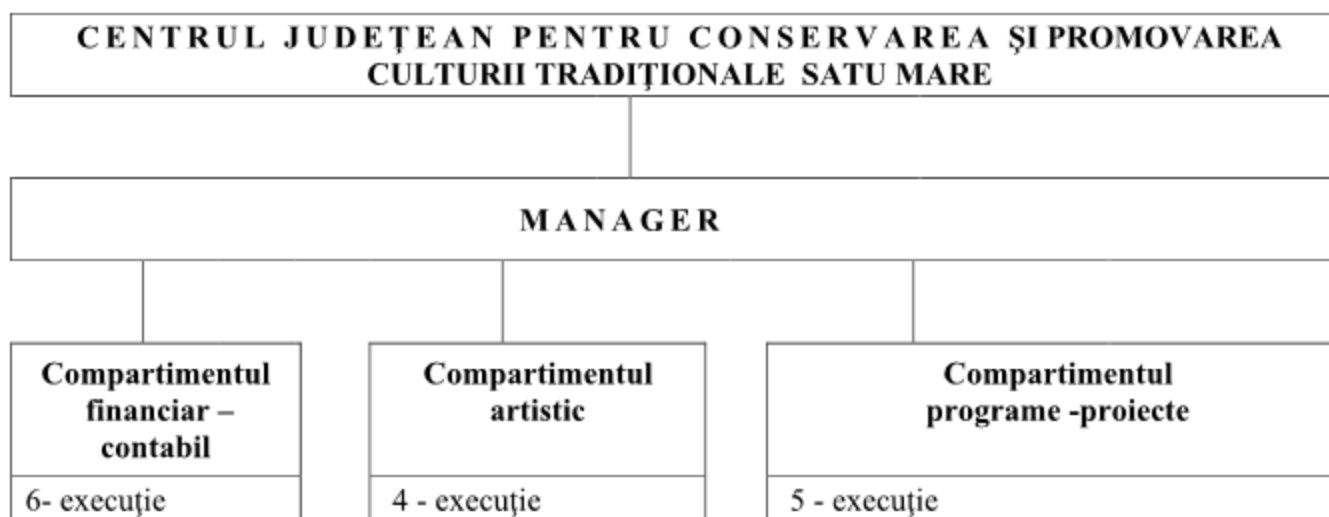 CENTRUL JUDEȚEAN PENTRU CONSERVAREA ŞI PROMOVAREA
CULTURII TRADIŢIONALE SATU MARE
MANAGER
Compartimentul
financiar –
contabil
6- execuţie
Compartimentul
artistic
4 - execuţie
Compartimentul
programe -proiecte
5 - execuţie